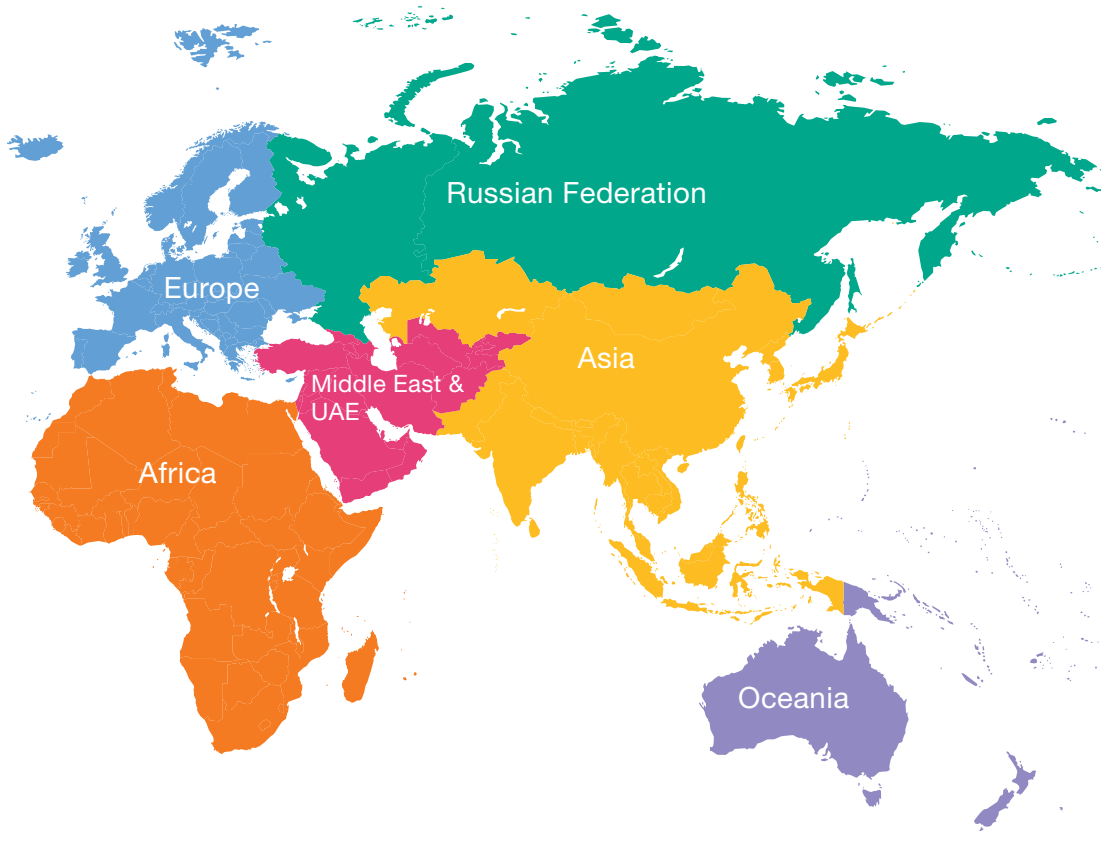 Russian Federation
Europe
Asia
Middle East &
UAE
Africa
Oceania